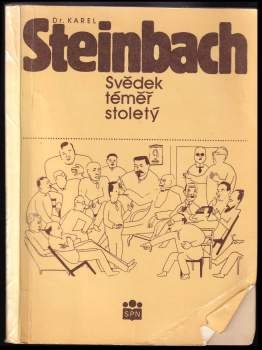 Dr. KAREL
Steinbach
Svědek
téměř
stoletý
SPN